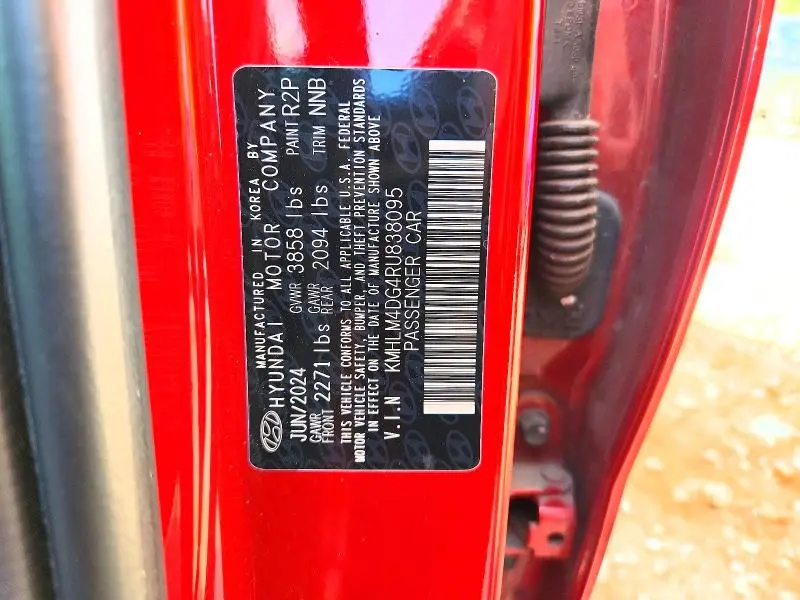 MANUFACTURED IN KOREA BY
HYUNDAI MOTOR COMPANY
JUN/2024 GVWR 3858 lbs PAINT R2P
GAWR FRONT 2271 lbs GAWR REAR 2094 lbs TRIM NNB
THIS VEHICLE CONFORMS TO ALL APPLICABLE U.S.A. FEDERAL
MOTOR VEHICLE SAFETY, BUMPER, AND THEFT PREVENTION STANDARDS
IN EFFECT ON THE DATE OF MANUFACTURE SHOWN ABOVE
V.I.N KMHLM4DG4RU838095
PASSENGER CAR